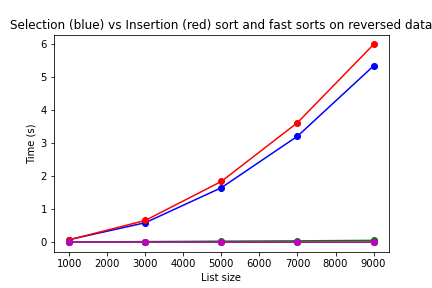 Selection (blue) vs Insertion (red) sort and fast sorts on reversed data
6
5
4
3
2
1
0
Time (s)
1000 2000 3000 4000 5000 6000 7000 8000 9000
List size